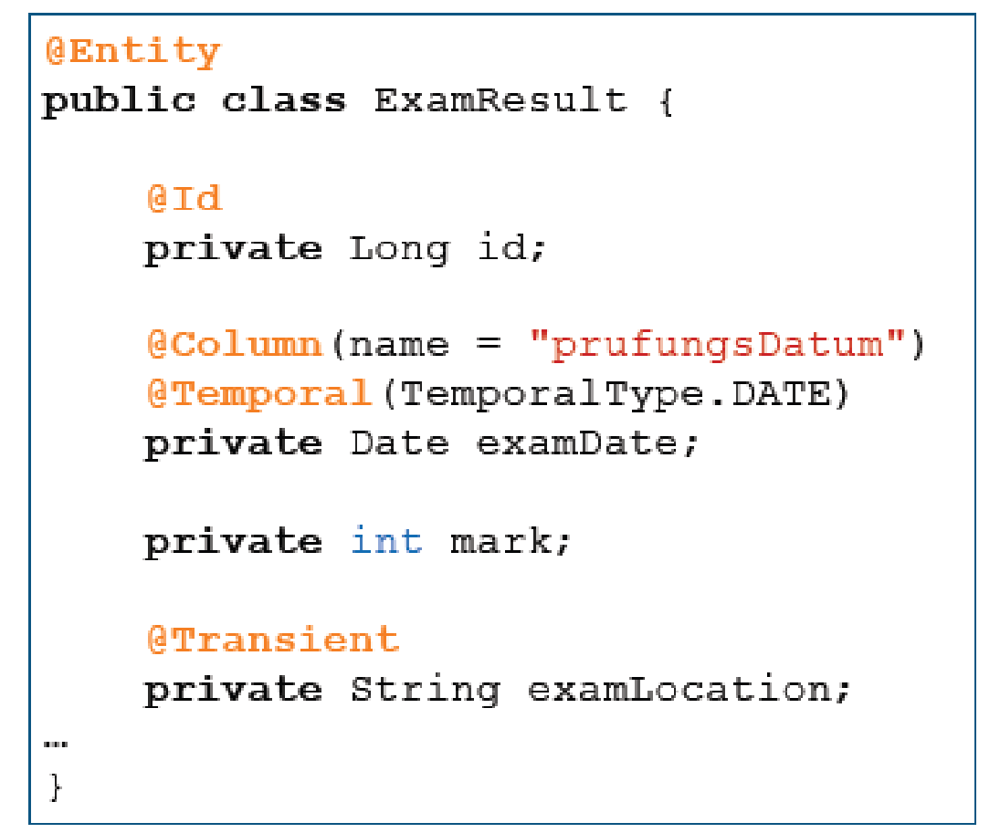 @Entity
public class ExamResult {
@Id
private Long id;
@Column(name = "prufungsDatum")
@Temporal(TemporalType.DATE)
private Date examDate;
private int mark;
@Transient
private String examLocation;
…
}